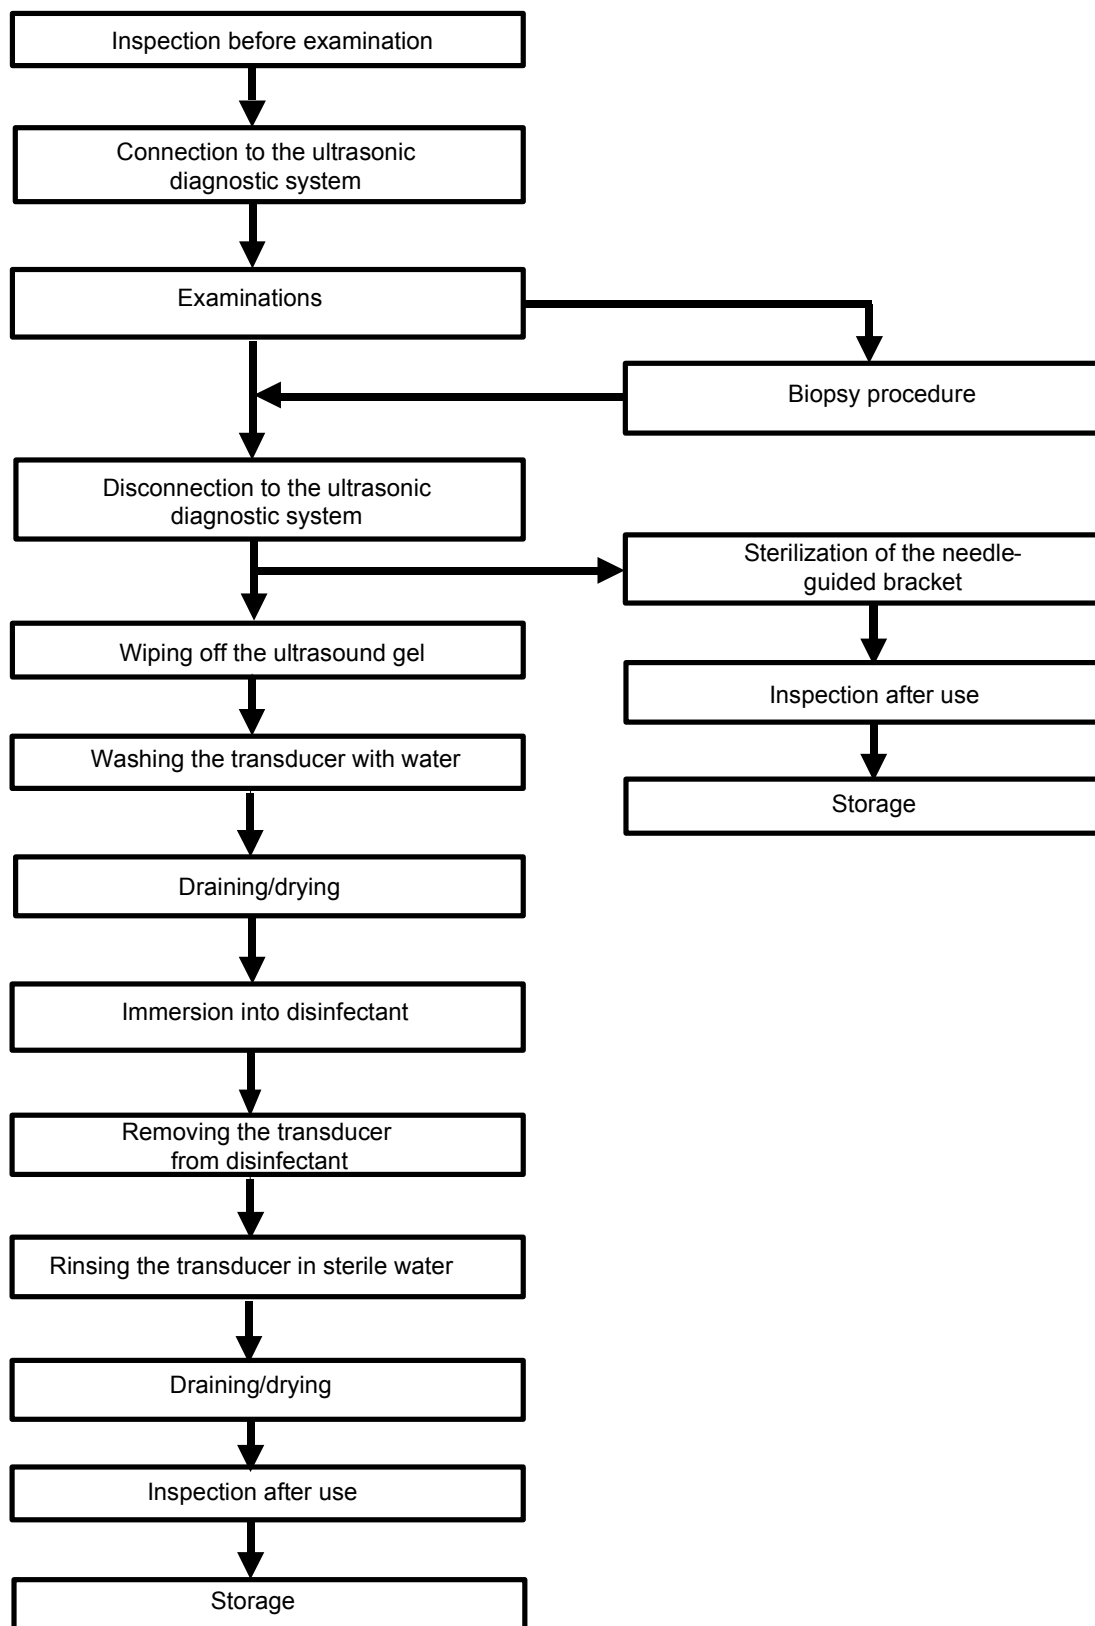 Inspection before examination
Connection to the ultrasonic
diagnostic system
Examinations
Biopsy procedure
Disconnection to the ultrasonic
diagnostic system
Sterilization of the needle-
guided bracket
Wiping off the ultrasound gel
Inspection after use
Washing the transducer with water
Storage
Draining/drying
Immersion into disinfectant
Removing the transducer
from disinfectant
Rinsing the transducer in sterile water
Draining/drying
Inspection after use
Storage